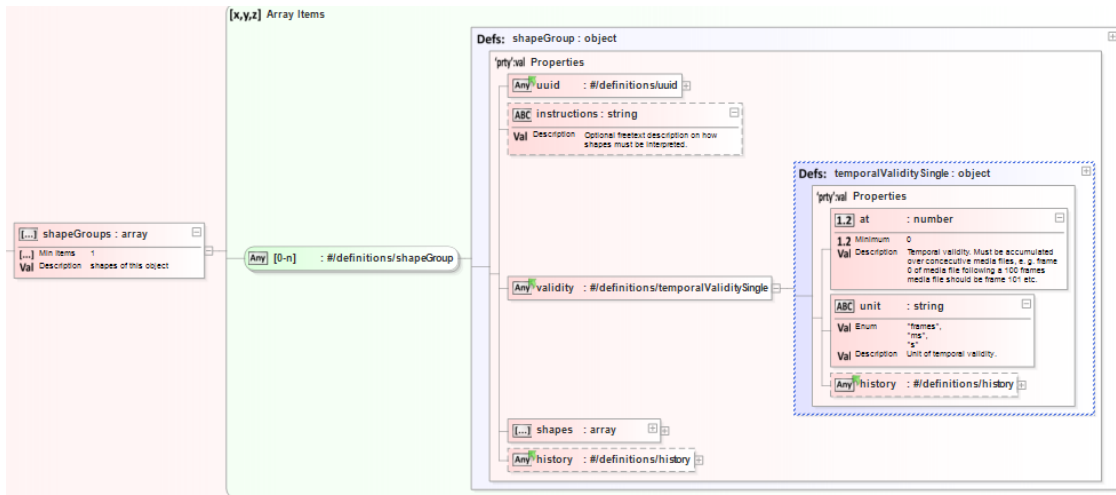 [x,y,z] Array Items
Defs: shapeGroup : object
'prty':val Properties
Any uuid : #/definitions/uuid
ABC instructions : string
Val Description Optional freetext description on how
shapes must be interpreted.
Defs: temporalValiditySingle : object
'prty':val Properties
1.2 at : number
1.2 Minimum 0
Val Description Temporal validity. Must be accumulated
over concecutive media files, e. g. frame
0 of media file following a 100 frames
media file should be frame 101 etc.
[...] shapeGroups : array
[...] Min Items 1
Val Description shapes of this object
Any [0-n] : #/definitions/shapeGroup
Any validity : #/definitions/temporalValiditySingle
ABC unit : string
Val Enum "frames",
"ms",
"s"
Val Description Unit of temporal validity.
Any history : #/definitions/history
[...] shapes : array
Any history : #/definitions/history